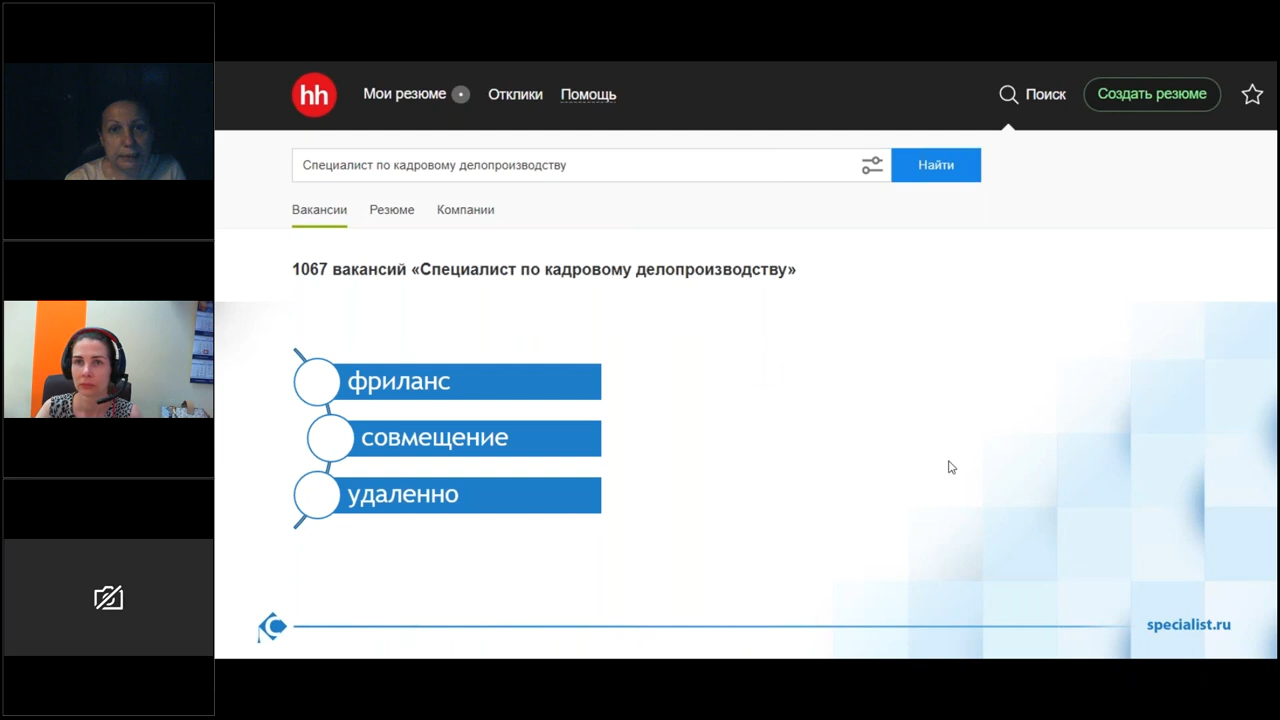 hh
Мои резюме
Отклики
Помощь
Поиск
Создать резюме
Специалист по кадровому делопроизводству
Найти
Вакансии
Резюме
Компании
1067 вакансий «Специалист по кадровому делопроизводству»
фриланс
совмещение
удаленно
specialist.ru